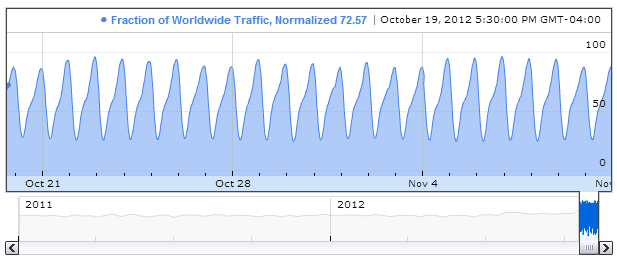 Fraction of Worldwide Traffic, Normalized 72.57 | October 19, 2012 5:30:00 PM GMT-04:00
100
50
0
Oct 21 Oct 28 Nov 4 Nov
2011 2012